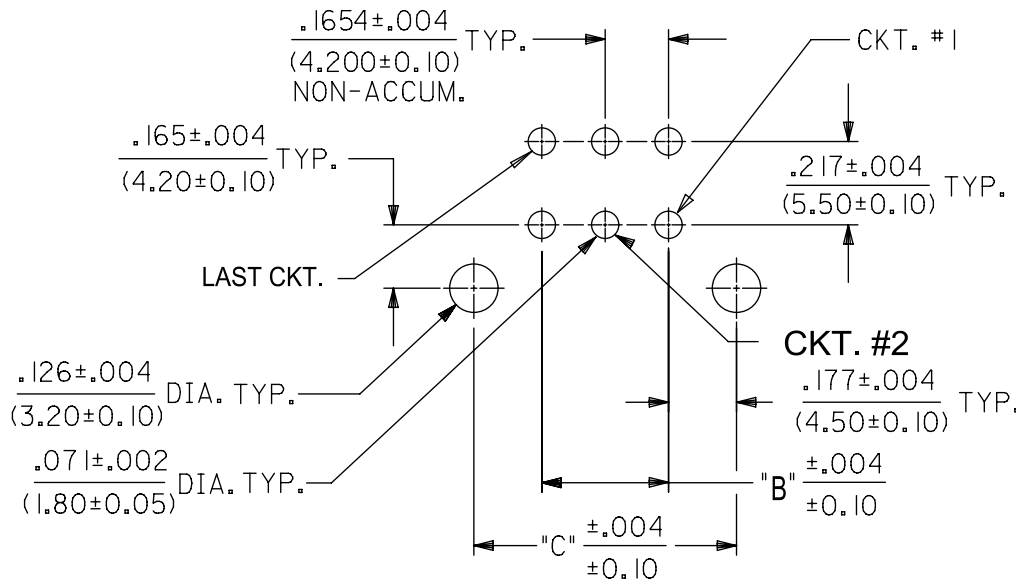 .1654±.004 TYP.
(4.200±0.10)
NON-ACCUM.
CKT. #1
.165±.004 TYP.
(4.20±0.10)
.217±.004 TYP.
(5.50±0.10)
LAST CKT.
CKT. #2
.126±.004 DIA. TYP.
(3.20±0.10)
.177±.004 TYP.
(4.50±0.10)
.071±.002 DIA. TYP.
(1.80±0.05)
"B" ±.004
±0.10
"C" ±.004
±0.10